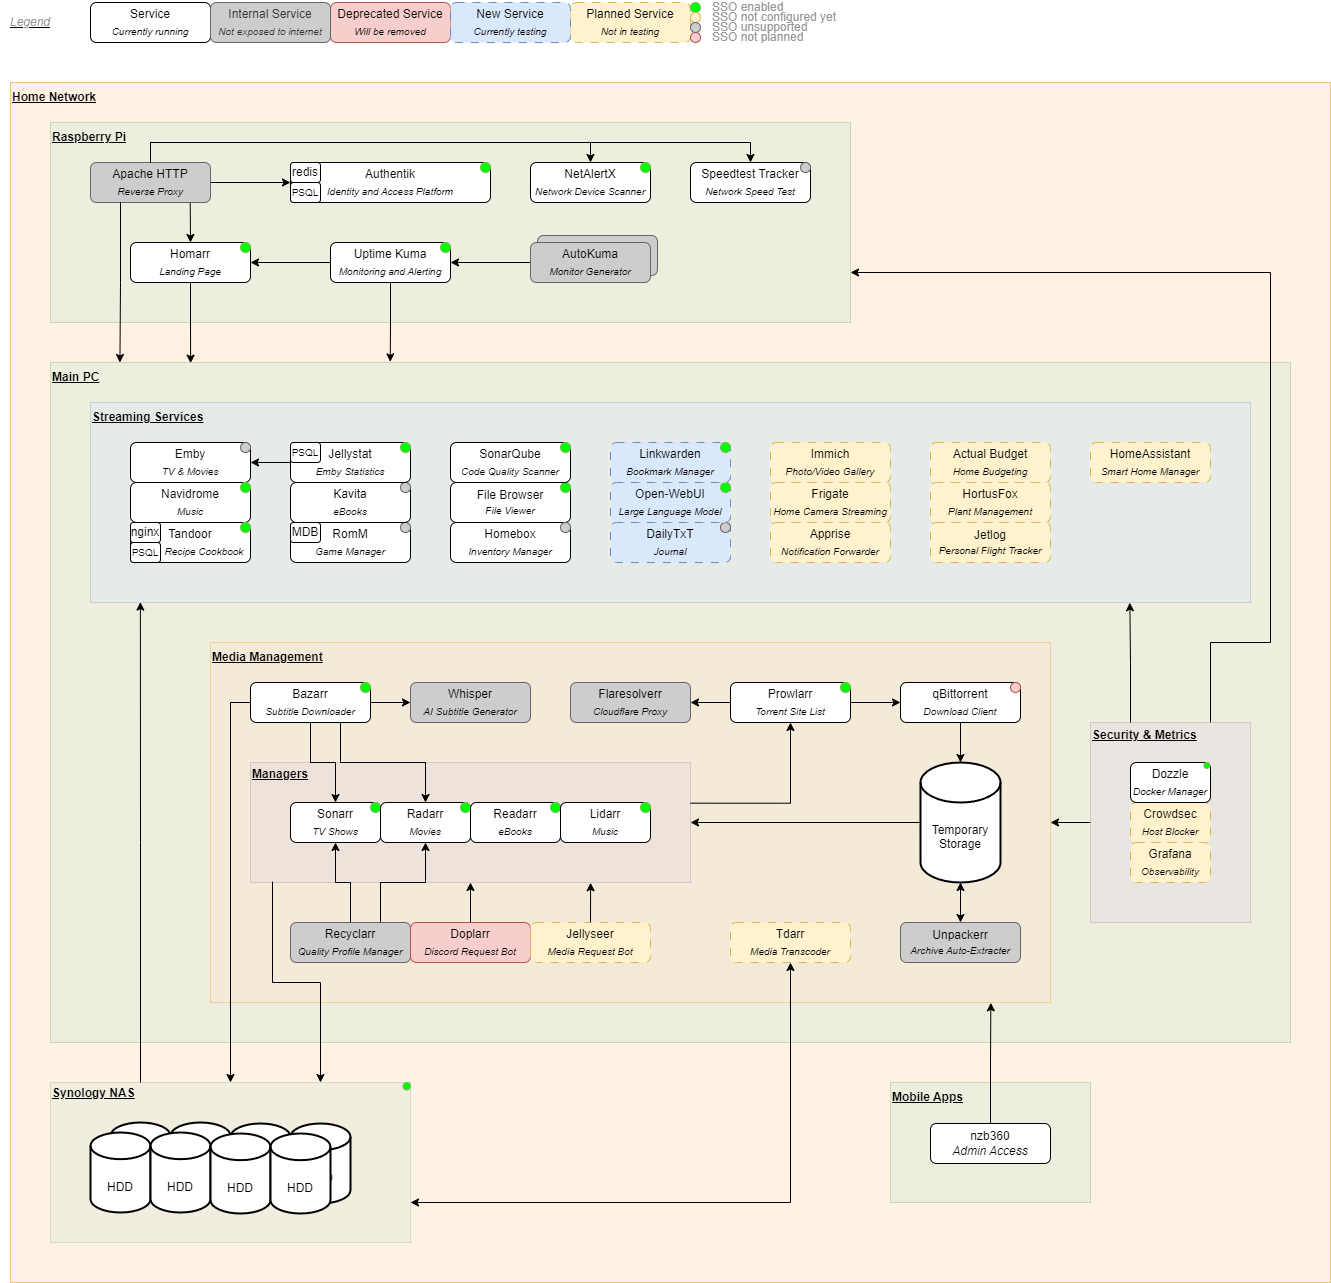 Legend
Service
Currently running
Internal Service
Not exposed to internet
Deprecated Service
Will be removed
New Service
Currently testing
Planned Service
Not in testing
SSO enabled
SSO not configured yet
SSO unsupported
SSO not planned
Home Network
Raspberry Pi
Apache HTTP
Reverse Proxy
redis
PSQL
Authentik
Identity and Access Platform
NetAlertX
Network Device Scanner
Speedtest Tracker
Network Speed Test
Homarr
Landing Page
Uptime Kuma
Monitoring and Alerting
AutoKuma
Monitor Generator
Main PC
Streaming Services
Emby
TV & Movies
Navidrome
Music
nginx
PSQL
Tandoor
Recipe Cookbook
PSQL
Jellystat
Emby Statistics
Kavita
eBooks
MDB
RomM
Game Manager
SonarQube
Code Quality Scanner
File Browser
File Viewer
Homebox
Inventory Manager
Linkwarden
Bookmark Manager
Open-WebUI
Large Language Model
DailyTxT
Journal
Immich
Photo/Video Gallery
Frigate
Home Camera Streaming
Apprise
Notification Forwarder
Actual Budget
Home Budgeting
HortusFox
Plant Management
Jetlog
Personal Flight Tracker
HomeAssistant
Smart Home Manager
Media Management
Bazarr
Subtitle Downloader
Whisper
AI Subtitle Generator
Flaresolverr
Cloudflare Proxy
Prowlarr
Torrent Site List
qBittorrent
Download Client
Managers
Sonarr
TV Shows
Radarr
Movies
Readarr
eBooks
Lidarr
Music
Temporary
Storage
Security & Metrics
Dozzle
Docker Manager
Crowdsec
Host Blocker
Grafana
Observability
Recyclarr
Quality Profile Manager
Doplarr
Discord Request Bot
Jellyseer
Media Request Bot
Tdarr
Media Transcoder
Unpackerr
Archive Auto-Extracter
Synology NAS
HDD
HDD
HDD
HDD
Mobile Apps
nzb360
Admin Access